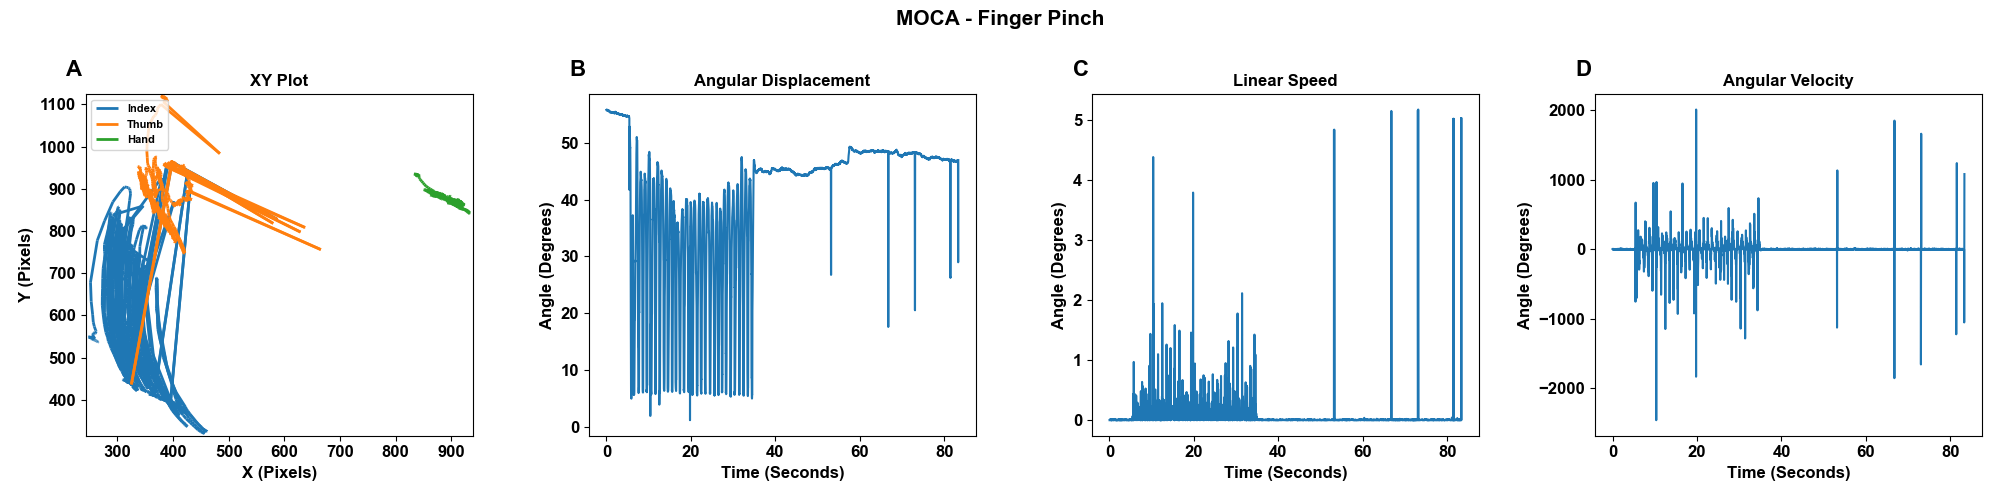 MOCA - Finger Pinch
A
XY Plot
Index
Thumb
Hand
1100
1000
900
800
700
600
500
400
Y (Pixels)
300 400 500 600 700 800 900
X (Pixels)
B
Angular Displacement
50
40
30
20
10
0
Angle (Degrees)
0 20 40 60 80
Time (Seconds)
C
Linear Speed
5
4
3
2
1
0
Angle (Degrees)
0 20 40 60 80
Time (Seconds)
D
Angular Velocity
2000
1000
0
−1000
−2000
Angle (Degrees)
0 20 40 60 80
Time (Seconds)